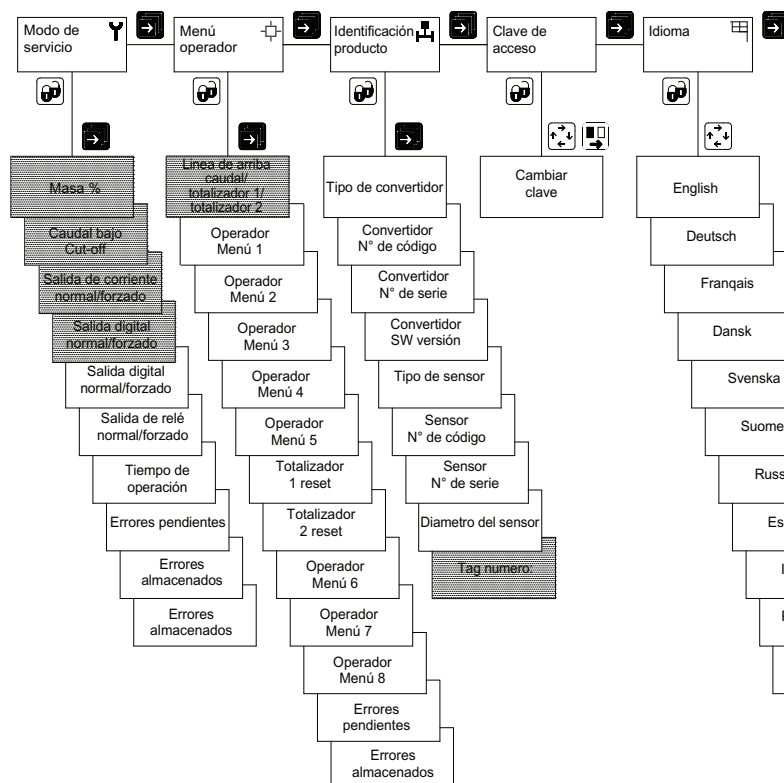 Modo de
servicio
Menú
operador
Identificación
producto
Clave de
acceso
Idioma
Masa %
Caudal bajo
Cut-off
Salida de corriente
normal/forzado
Salida digital
normal/forzado
Salida digital
normal/forzado
Salida de relé
normal/forzado
Tiempo de
operación
Errores pendientes
Errores
almacenados
Errores
almacenados
Linea de arriba
caudal/
totalizador 1/
totalizador 2
Operador
Menú 1
Operador
Menú 2
Operador
Menú 3
Operador
Menú 4
Operador
Menú 5
Totalizador
1 reset
Totalizador
2 reset
Operador
Menú 6
Operador
Menú 7
Operador
Menú 8
Errores
pendientes
Errores
almacenados
Tipo de convertidor
Convertidor
N° de código
Convertidor
N° de serie
Convertidor
SW versión
Tipo de sensor
Sensor
N° de código
Sensor
N° de serie
Diametro del sensor
Tag numero:
Cambiar
clave
English
Deutsch
Franqais
Dansk
Svenska
Suome
Russ
Es